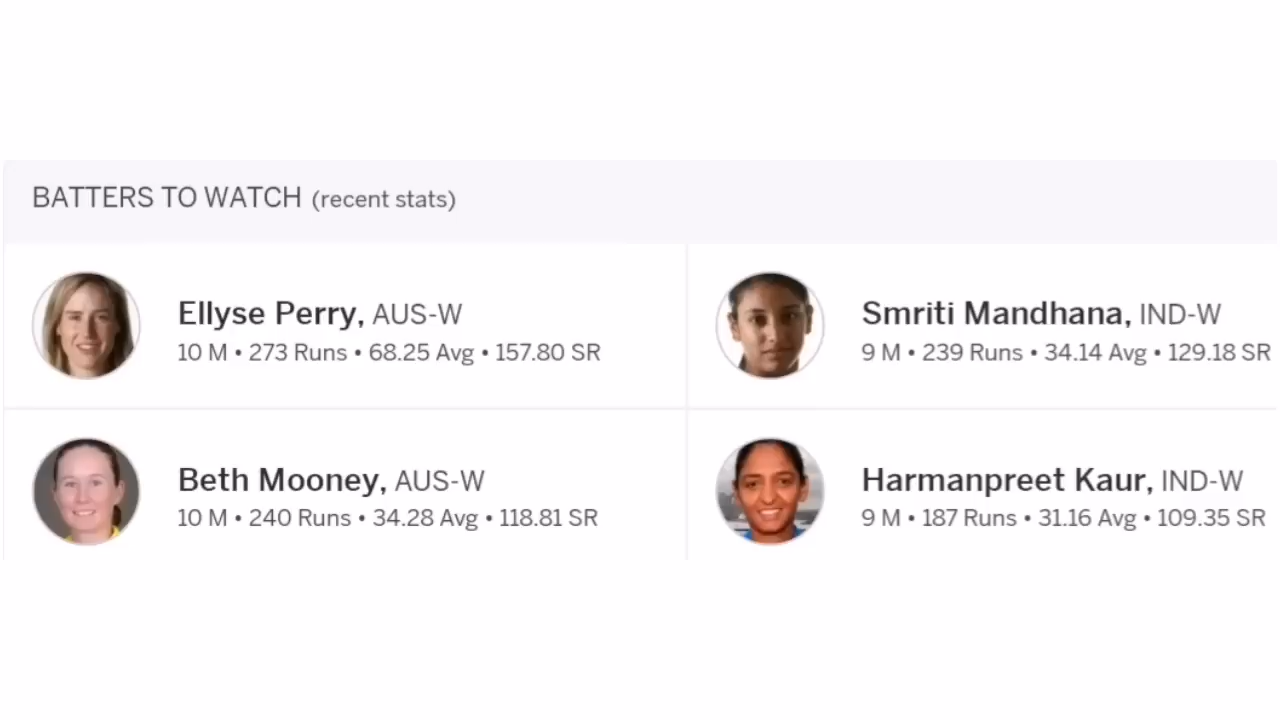 BATTERS TO WATCH (recent stats)
Ellyse Perry, AUS-W
10 M • 273 Runs • 68.25 Avg • 157.80 SR
Smriti Mandhana, IND-W
9 M • 239 Runs • 34.14 Avg • 129.18 SR
Beth Mooney, AUS-W
10 M • 240 Runs • 34.28 Avg • 118.81 SR
Harmanpreet Kaur, IND-W
9 M • 187 Runs • 31.16 Avg • 109.35 SR